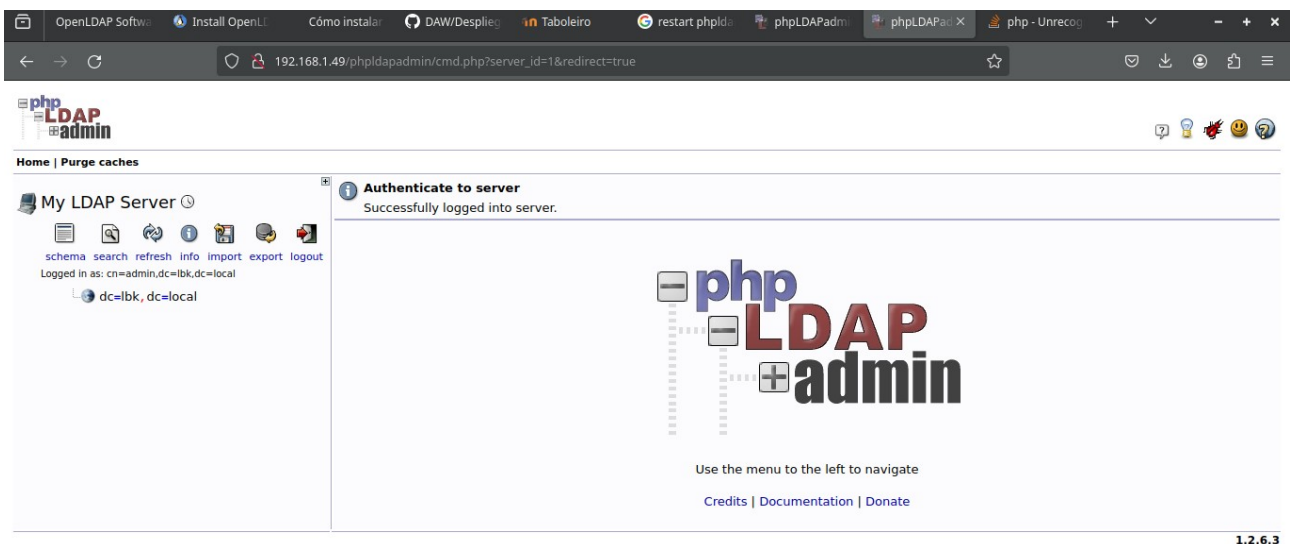 OpenLDAP Softwa
Install OpenL
Cómo instalar
DAW/Desplieg
Taboleiro
restart phplda
phpLDAPadmi
phpLDAPad
php - Unrecog
192.168.1.49/phpldapadmin/cmd.php?server_id=1&redirect=true
php
LDAP
admin
Home | Purge caches
My LDAP Server
schema search refresh info import export logout
Logged in as: cn=admin,dc=lbk,dc=local
dc=lbk, dc=local
Authenticate to server
Successfully logged into server.
php
LDAP
admin
Use the menu to the left to navigate
Credits | Documentation | Donate
1.2.6.3